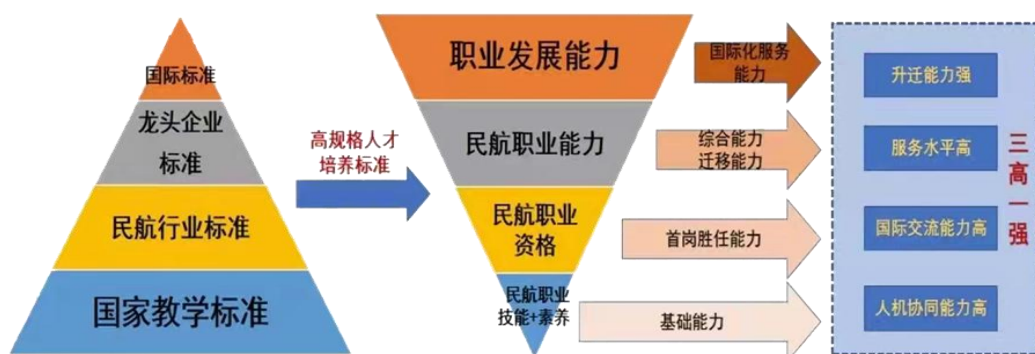 国际标准
龙头企业
标准
民航行业标准
国家教学标准
高规格人才
培养标准
职业发展能力
民航职业能力
民航职业
资格
民航职业
技能+素养
国际化服务
能力
综合能力
迁移能力
首岗胜任能力
基础能力
升迁能力强
服务水平高
国际交流能力高
人机协同能力高
三高一强